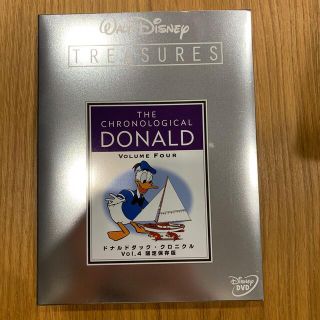 WALT DISNEY
TREASURES
THE
CHRONOLOGICAL
DONALD
VOLUME FOUR
ドナルドダック・クロニクル
Vol.4 限定保存版
Disney
DVD